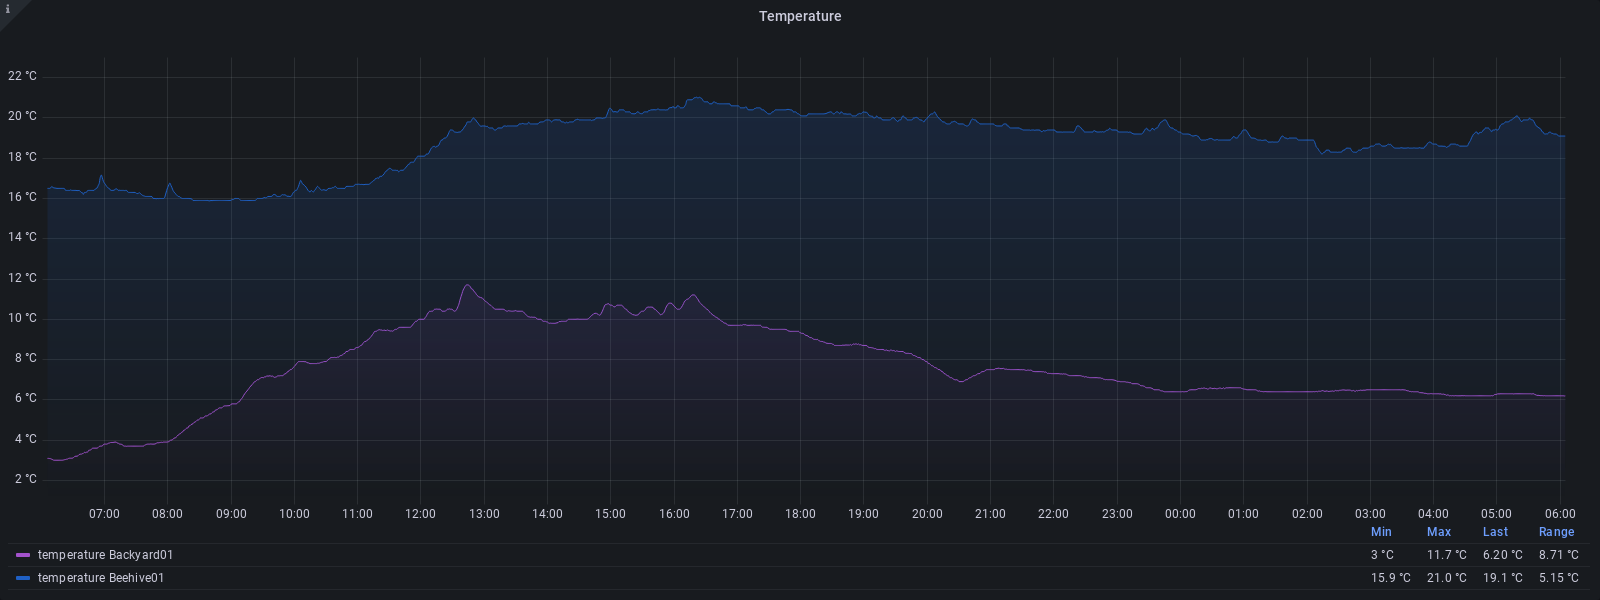 i
Temperature
22 °C
20 °C
18 °C
16 °C
14 °C
12 °C
10 °C
8 °C
6 °C
4 °C
2 °C
07:00 08:00 09:00 10:00 11:00 12:00 13:00 14:00 15:00 16:00 17:00 18:00 19:00 20:00 21:00 22:00 23:00 00:00 01:00 02:00 03:00 04:00 05:00 06:00
Min Max Last Range
temperature Backyard01 3 °C 11.7 °C 6.20 °C 8.71 °C
temperature Beehive01 15.9 °C 21.0 °C 19.1 °C 5.15 °C